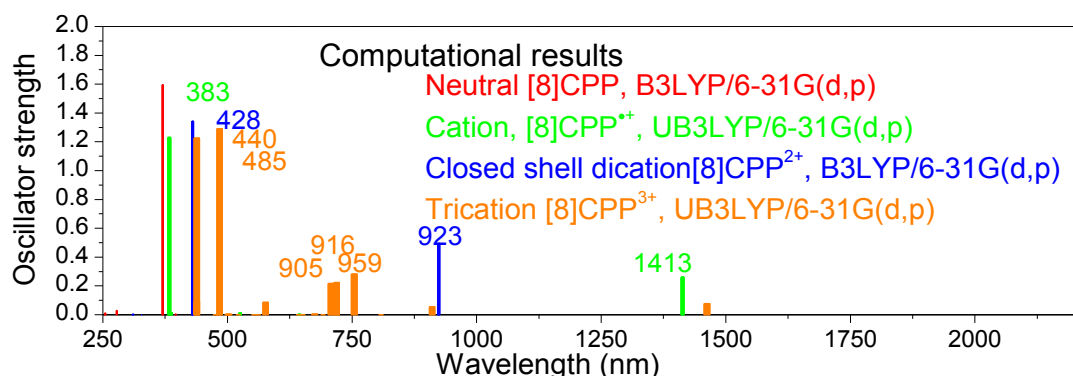 2.0
1.8
1.6
1.4
1.2
1.0
0.8
0.6
0.4
0.2
0.0
Oscillator strength
Computational results
Neutral [8]CPP, B3LYP/6-31G(d,p)
Cation, [8]CPP•+, UB3LYP/6-31G(d,p)
Closed shell dication[8]CPP2+, B3LYP/6-31G(d,p)
Trication [8]CPP3+, UB3LYP/6-31G(d,p)
383
428
440
485
905
916
959
923
1413
250 500 750 1000 1250 1500 1750 2000
Wavelength (nm)